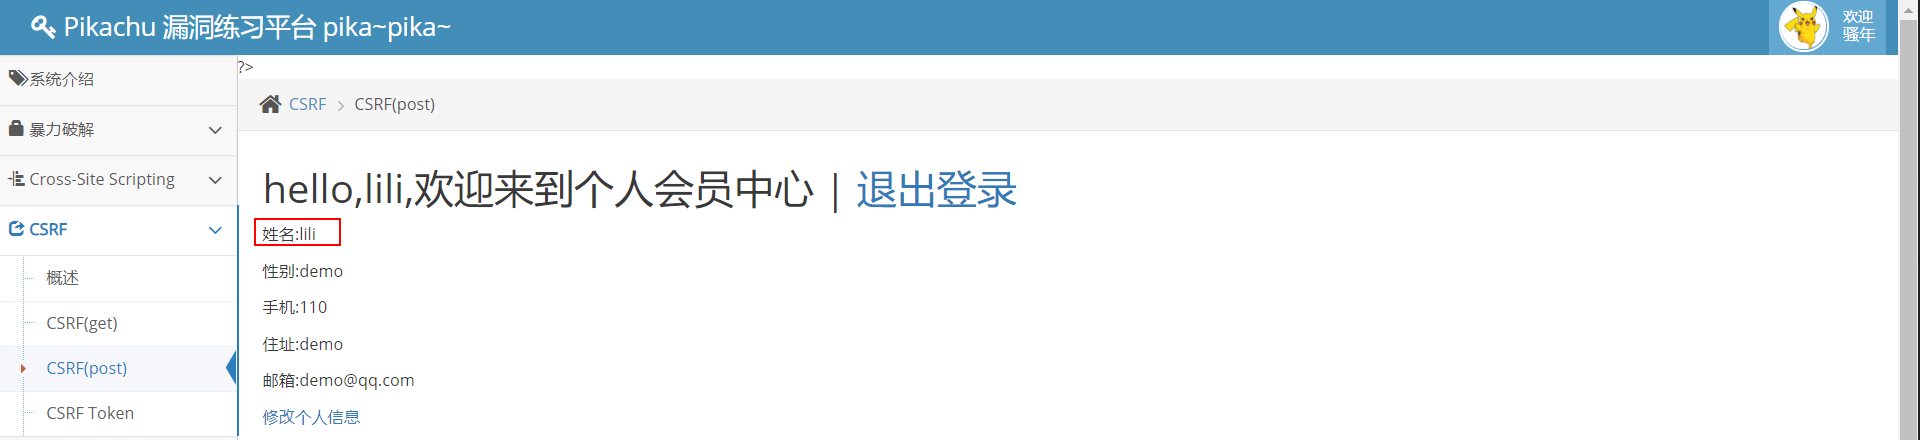 Pikachu 漏洞练习平台 pika~pika~
欢迎
骚年
系统介绍
暴力破解
Cross-Site Scripting
CSRF
概述
CSRF(get)
CSRF(post)
CSRF Token
?>
CSRF > CSRF(post)
hello,lili,欢迎来到个人会员中心 | 退出登录
姓名:lili
性别:demo
手机:110
住址:demo
邮箱:demo@qq.com
修改个人信息